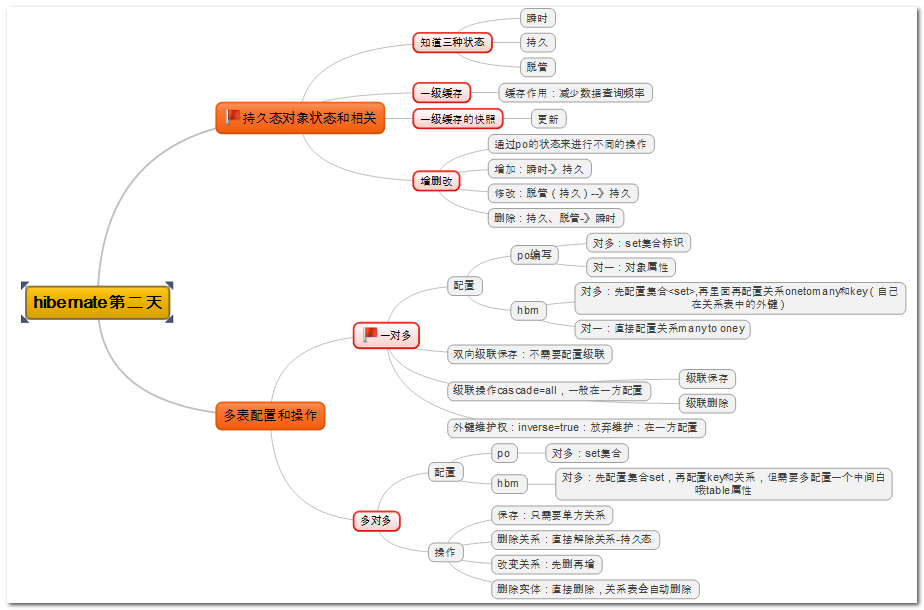 hibernate第二天
持久态对象状态和相关
知道三种状态
瞬时
持久
脱管
一级缓存
缓存作用：减少数据查询频率
一级缓存的快照
更新
增删改
通过po的状态来进行不同的操作
增加：瞬时-》持久
修改：脱管（持久）--》持久
删除：持久、脱管-》瞬时
多表配置和操作
一对多
配置
po编写
对多：set集合标识
对一：对象属性
hbm
对多：先配置集合<set>,再里面再配置关系onetomany和key（自己
在关系表中的外键）
对一：直接配置关系manyto oney
双向级联保存：不需要配置级联
级联操作cascade=all，一般在一方配置
级联保存
级联删除
外键维护权：inverse=true：放弃维护：在一方配置
多对多
配置
po
对多：set集合
hbm
对多：先配置集合set，再配置key和关系，但需要多配置一个中间白
哦table属性
操作
保存：只需要单方关系
删除关系：直接解除关系-持久态
改变关系：先删再增
删除实体：直接删除，关系表会自动删除